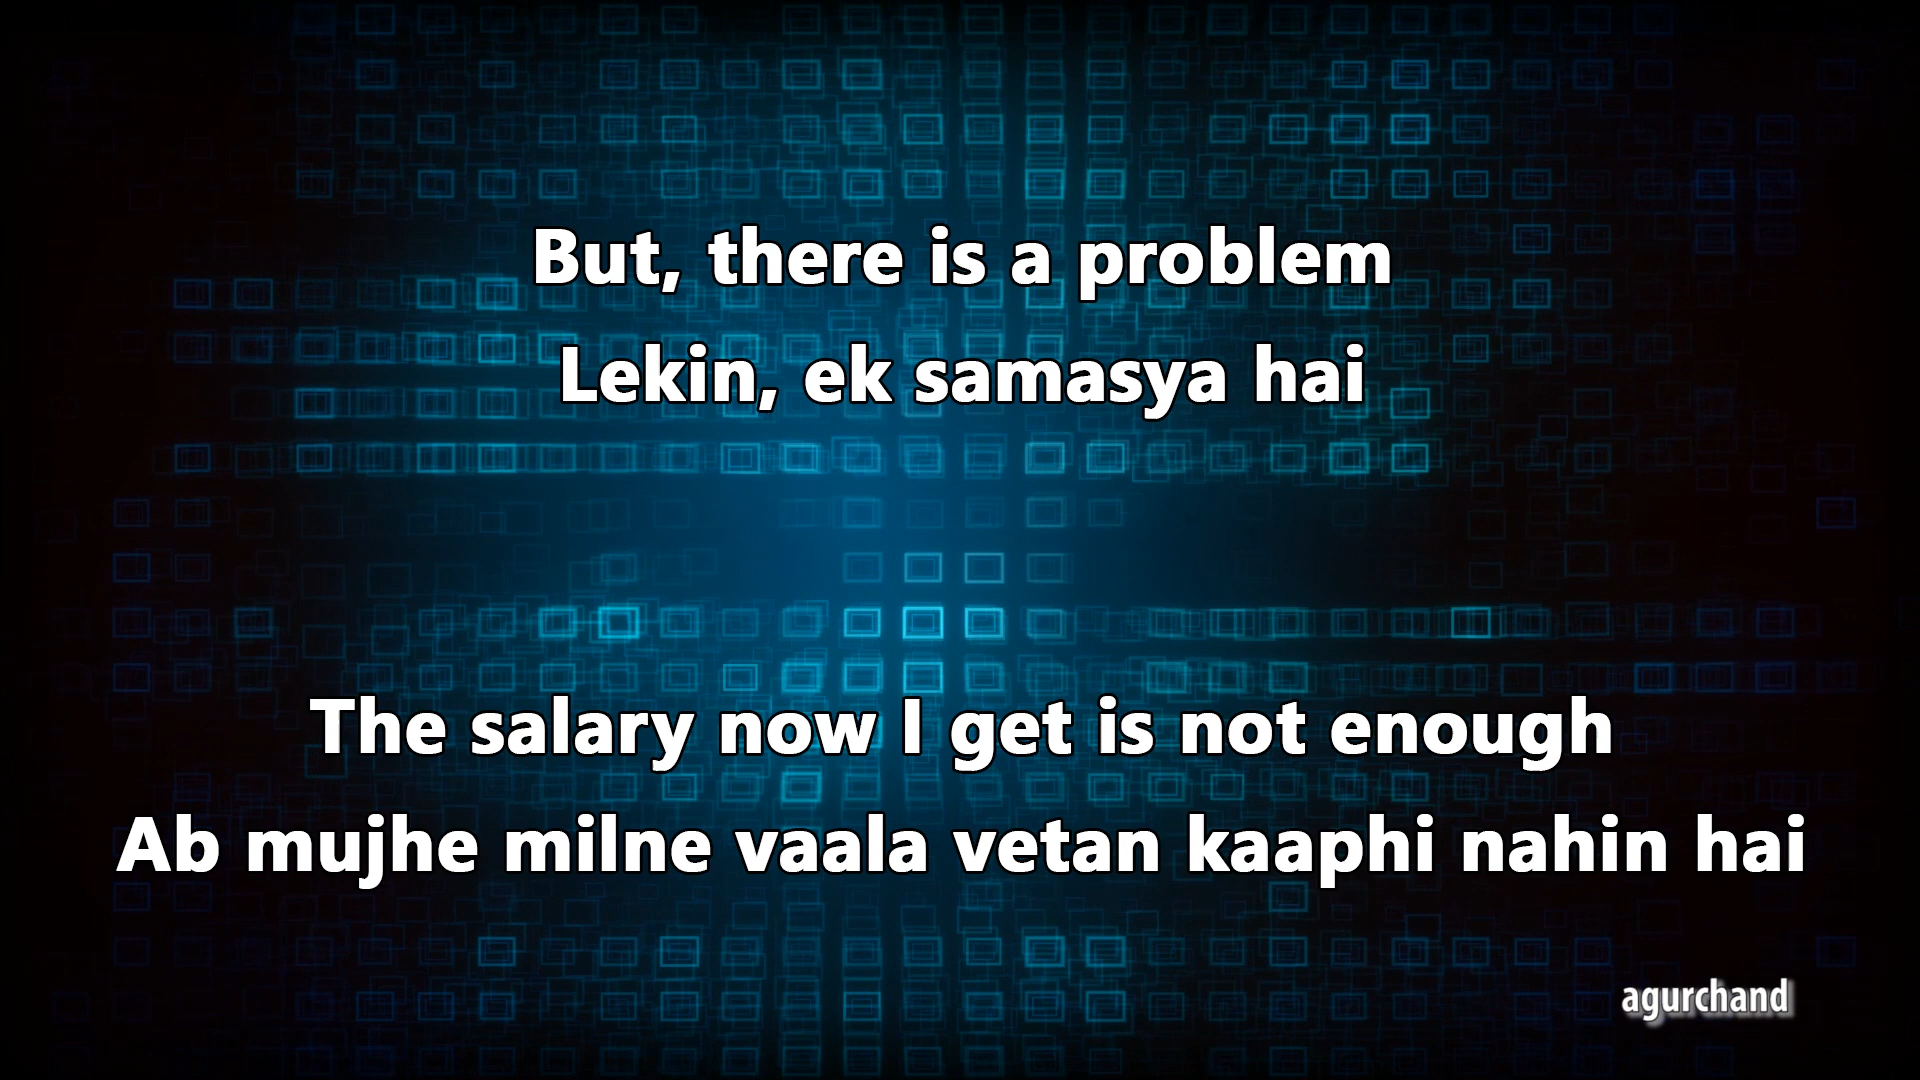 But, there is a problem
Lekin, ek samasya hai
The salary now I get is not enough
Ab mujhe milne vaala vetan kaaphi nahin hai
agurchand